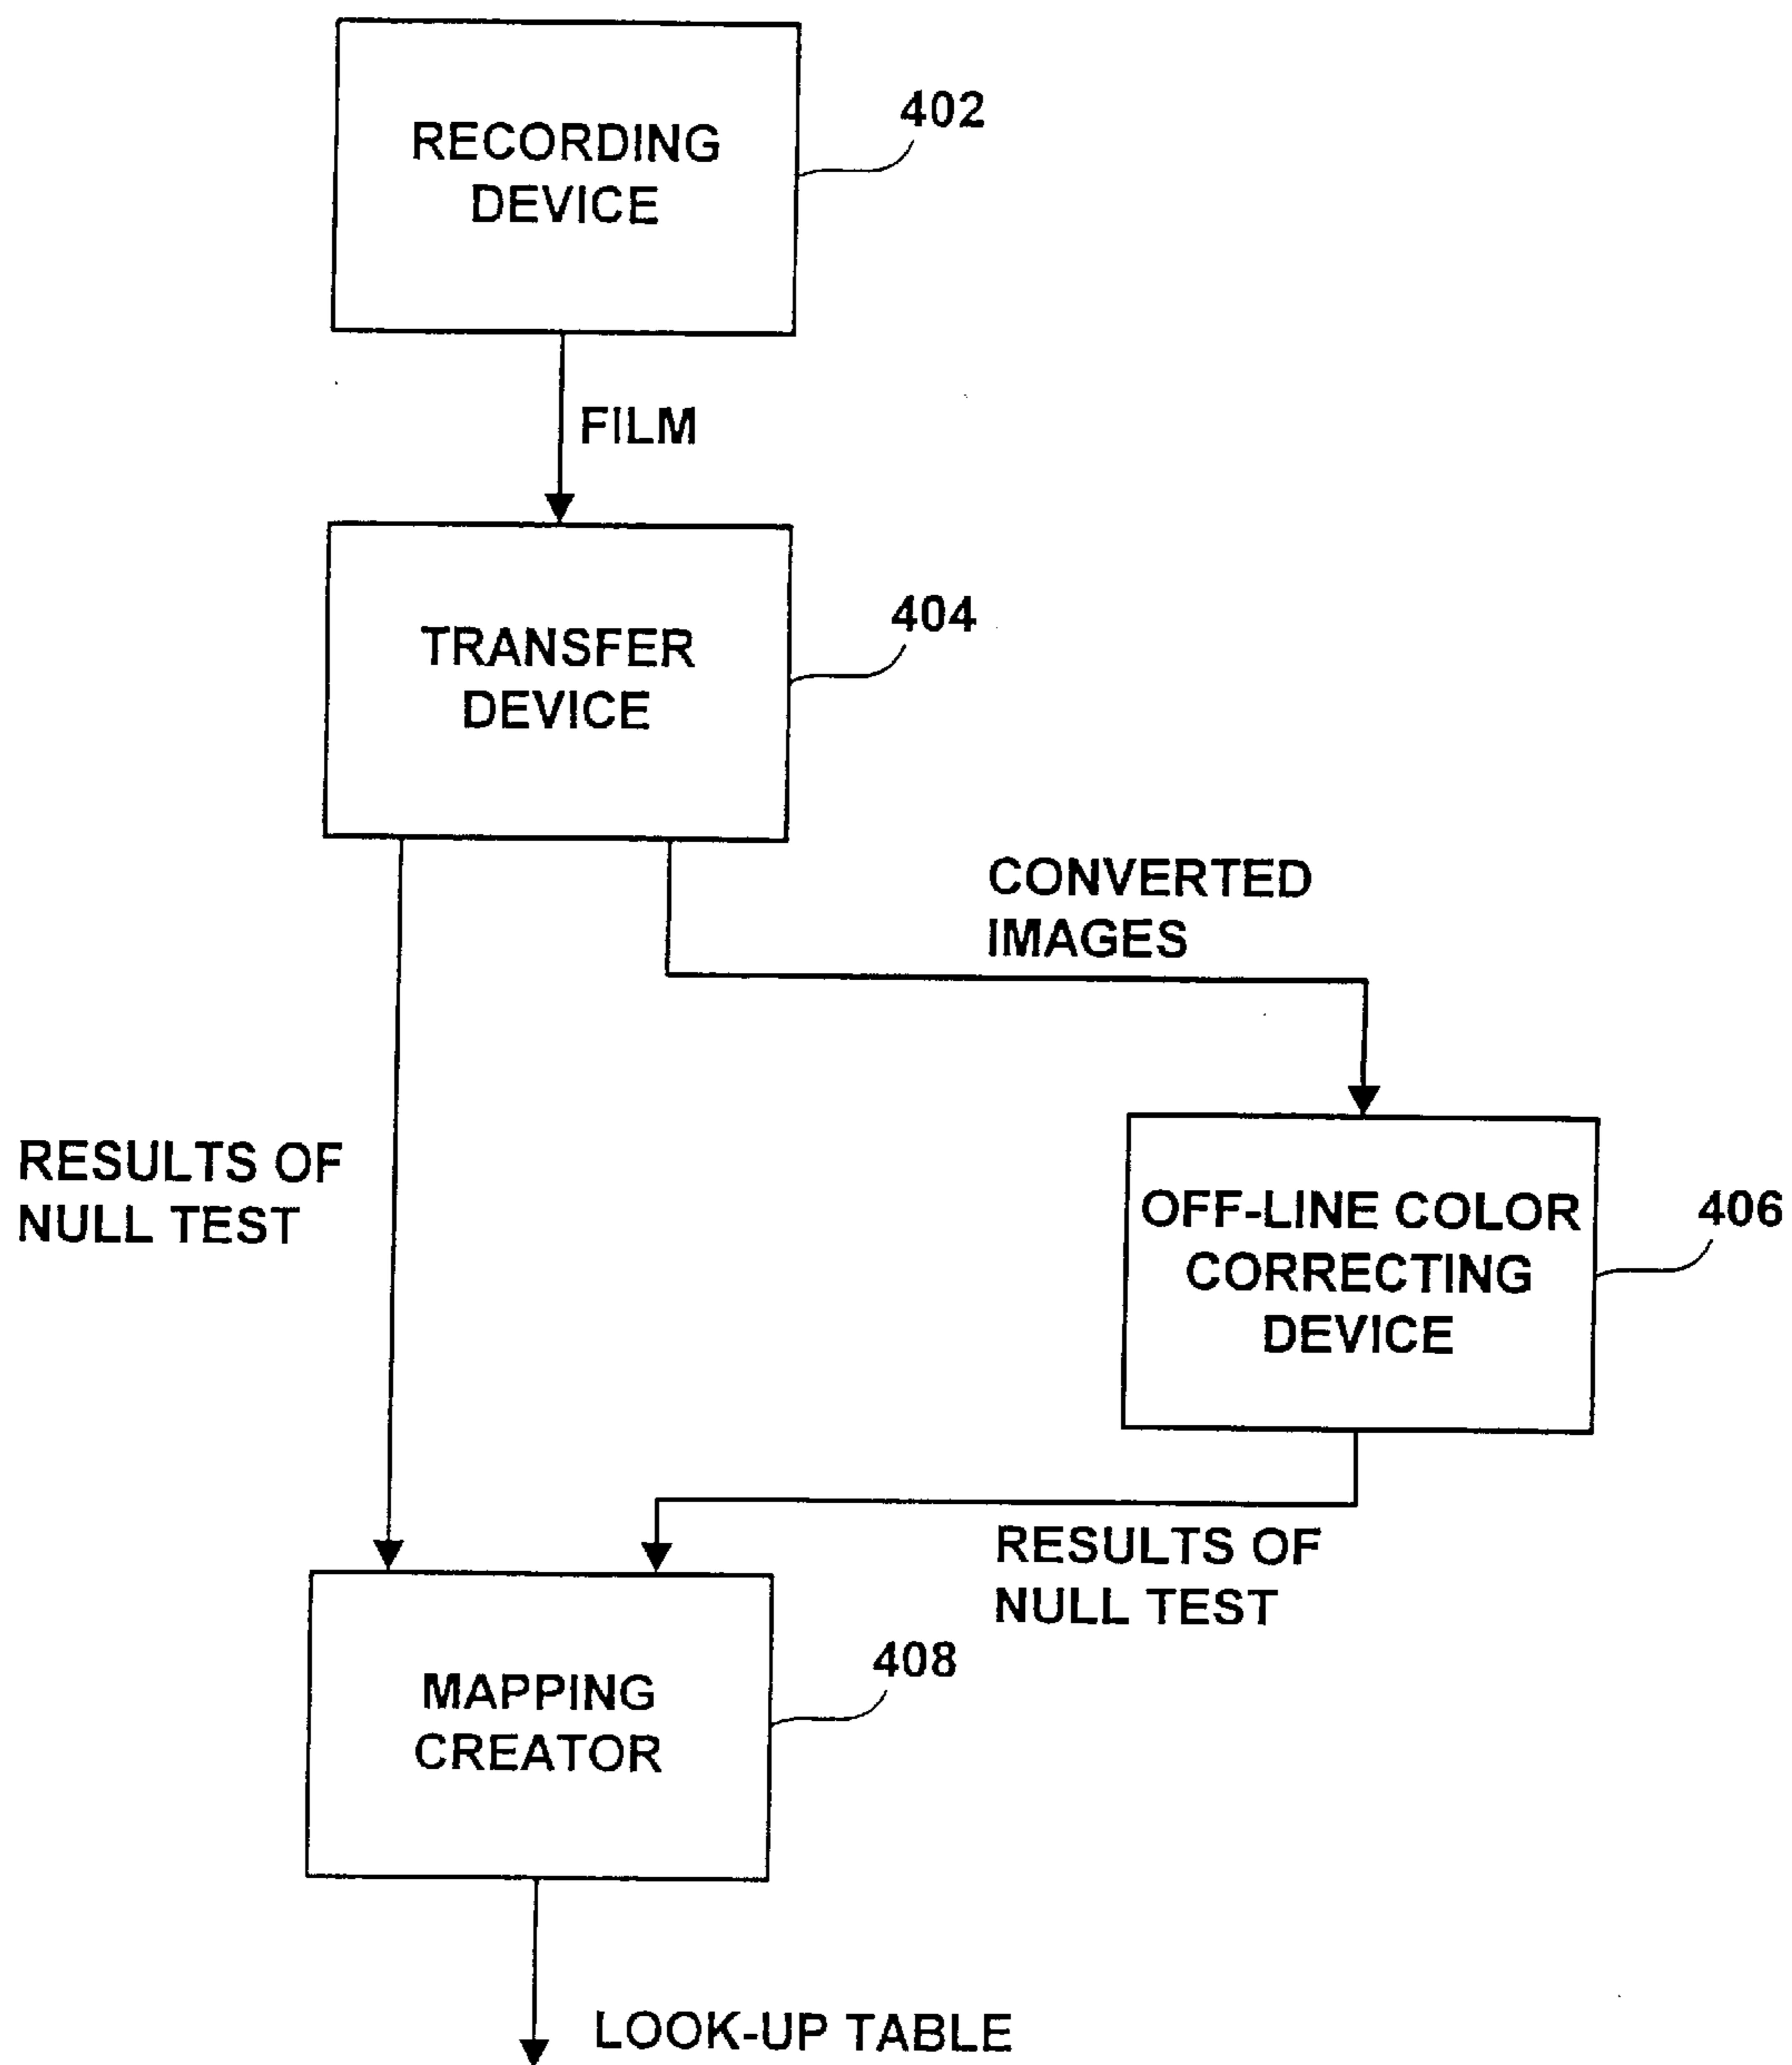 RECORDING
DEVICE
402
FILM
TRANSFER
DEVICE
404
CONVERTED
IMAGES
RESULTS OF
NULL TEST
OFF-LINE COLOR
CORRECTING
DEVICE
406
RESULTS OF
NULL TEST
MAPPING
CREATOR
408
LOOK-UP TABLE